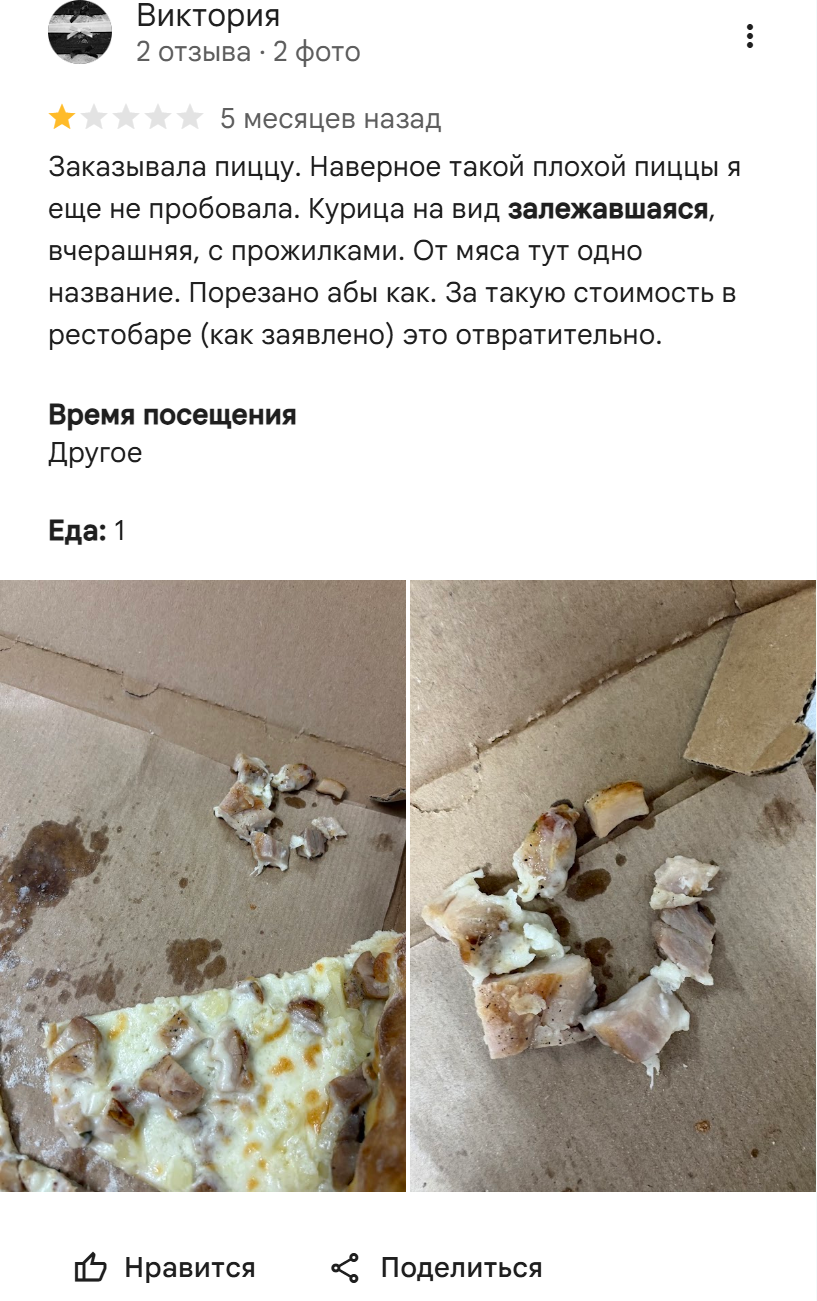 Виктория
2 отзыва · 2 фото
5 месяцев назад
Заказывала пиццу. Наверное такой плохой пиццы я
еще не пробовала. Курица на вид залежавшаяся,
вчерашняя, с прожилками. От мяса тут одно
название. Порезано абы как. За такую стоимость в
рестобаре (как заявлено) это отвратительно.
Время посещения
Другое
Еда: 1
Нравится
Поделиться